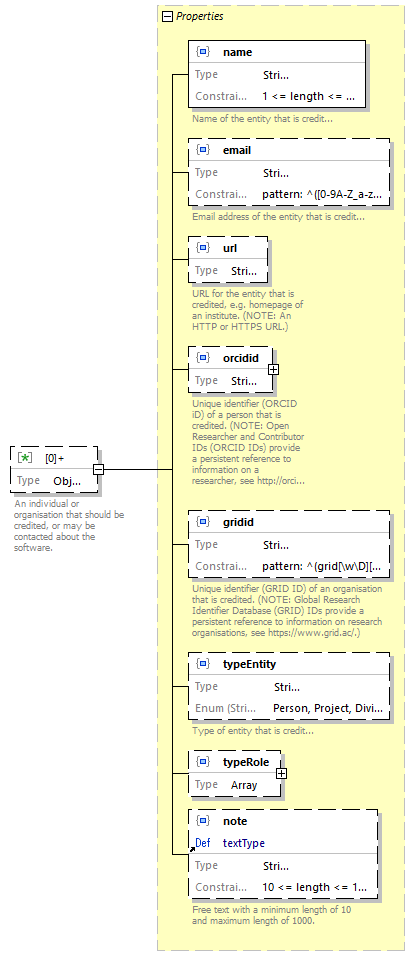 Properties
{} name
Type Stri...
Constrai... 1 <= length <= ...
Name of the entity that is credit...
{} email
Type Stri...
Constrai... pattern: ^([0-9A-Z_a-z...
Email address of the entity that is credit...
{} url
Type Stri...
URL for the entity that is
credited, e.g. homepage of
an institute. (NOTE: An
HTTP or HTTPS URL.)
{} orcidid
Type Stri...
Unique identifier (ORCID
iD) of a person that is
credited. (NOTE: Open
Researcher and Contributor
IDs (ORCID IDs) provide
a persistent reference to
information on a
researcher, see http://orci...
[*] [0]+
Type Obj...
An individual or
organisation that should be
credited, or may be
contacted about the
software.
{} gridid
Type Stri...
Constrai... pattern: ^(grid[\w\D][...
Unique identifier (GRID ID) of an organisation
that is credited. (NOTE: Global Research
Identifier Database (GRID) IDs provide a
persistent reference to information on research
organisations, see https://www.grid.ac/.)
{} typeEntity
Type Stri...
Enum (Stri... Person, Project, Divi...
Type of entity that is credit...
{} typeRole
Type Array
{} note
Def textType
Type Stri...
Constrai... 10 <= length <= 1...
Free text with a minimum length of 10
and maximum length of 1000.